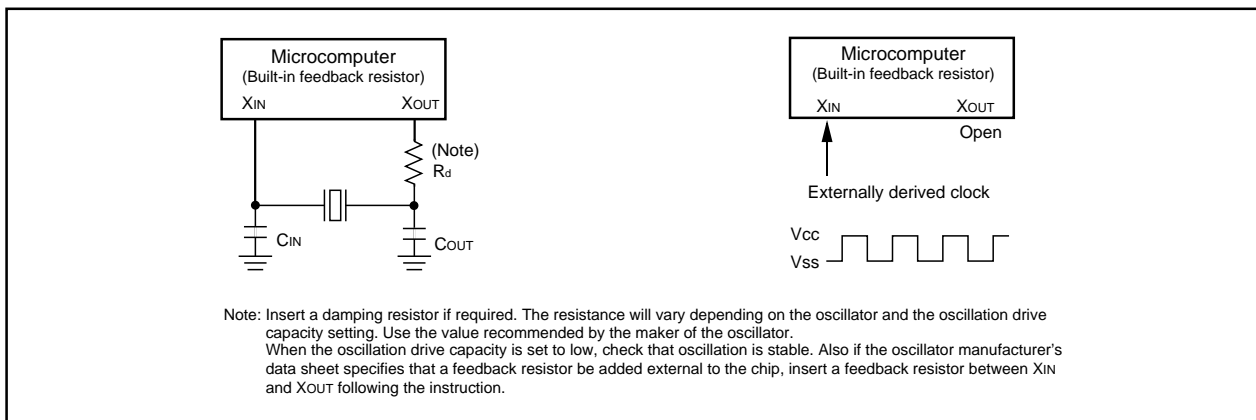 Microcomputer
(Built-in feedback resistor)
XIN XOUT
(Note)
Rd
CIN
COUT
Microcomputer
(Built-in feedback resistor)
XIN XOUT
Open
Externally derived clock
Vcc
Vss
Note: Insert a damping resistor if required. The resistance will vary depending on the oscillator and the oscillation drive
capacity setting. Use the value recommended by the maker of the oscillator.
When the oscillation drive capacity is set to low, check that oscillation is stable. Also if the oscillator manufacturer's
data sheet specifies that a feedback resistor be added external to the chip, insert a feedback resistor between XIN
and XOUT following the instruction.